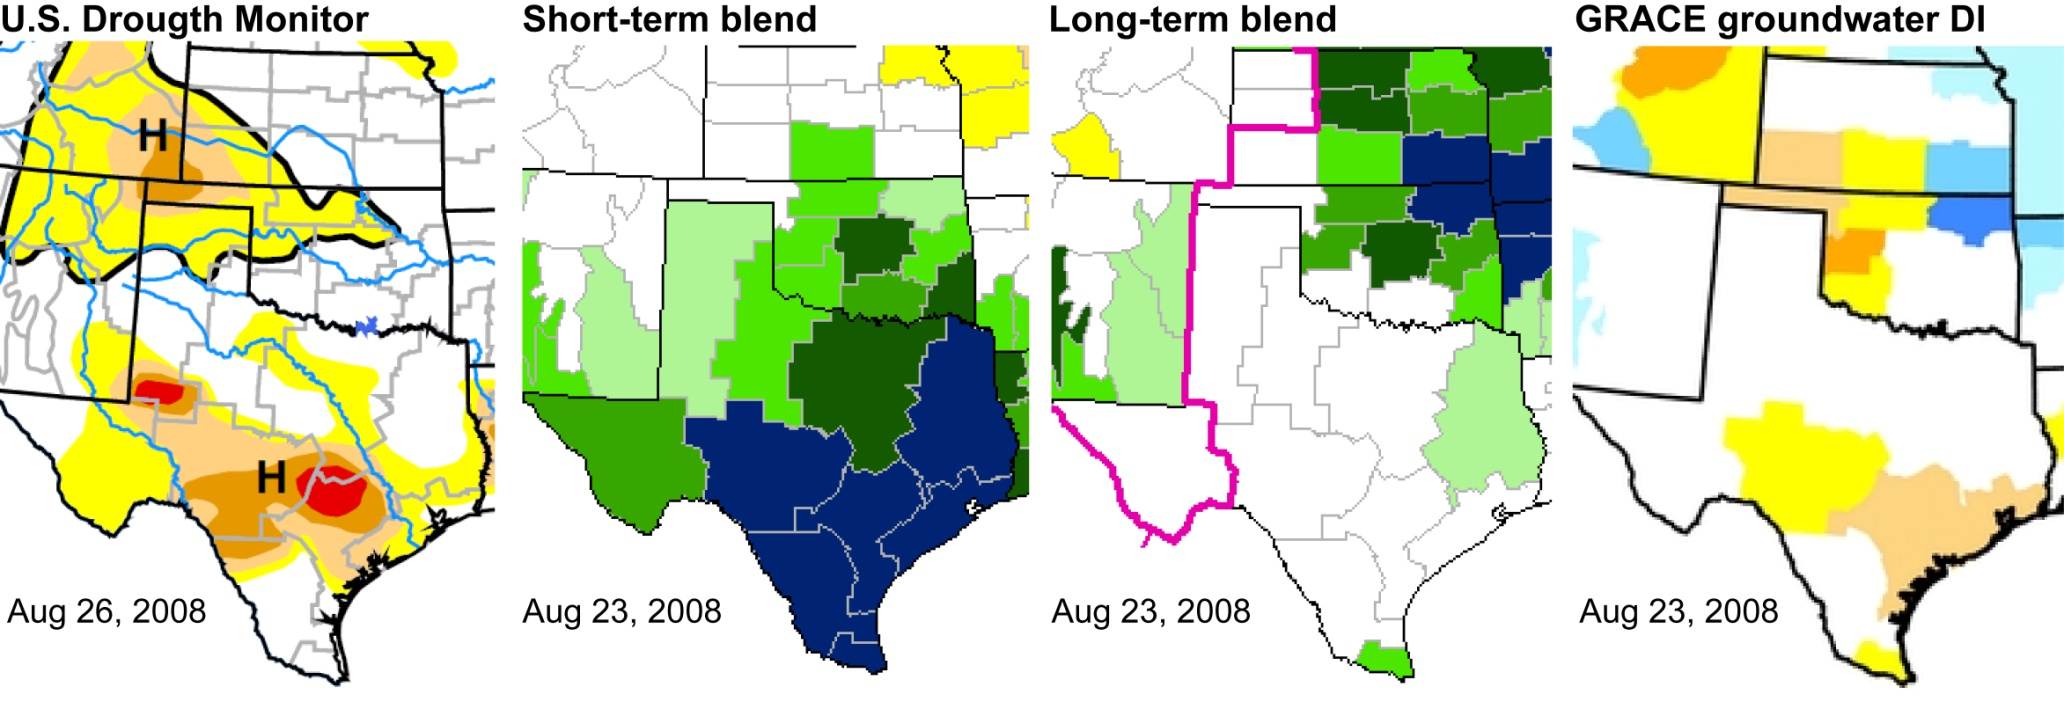 U.S. Drougth Monitor
Short-term blend
Long-term blend
GRACE groundwater DI
H
H
Aug 26, 2008
Aug 23, 2008
Aug 23, 2008
Aug 23, 2008